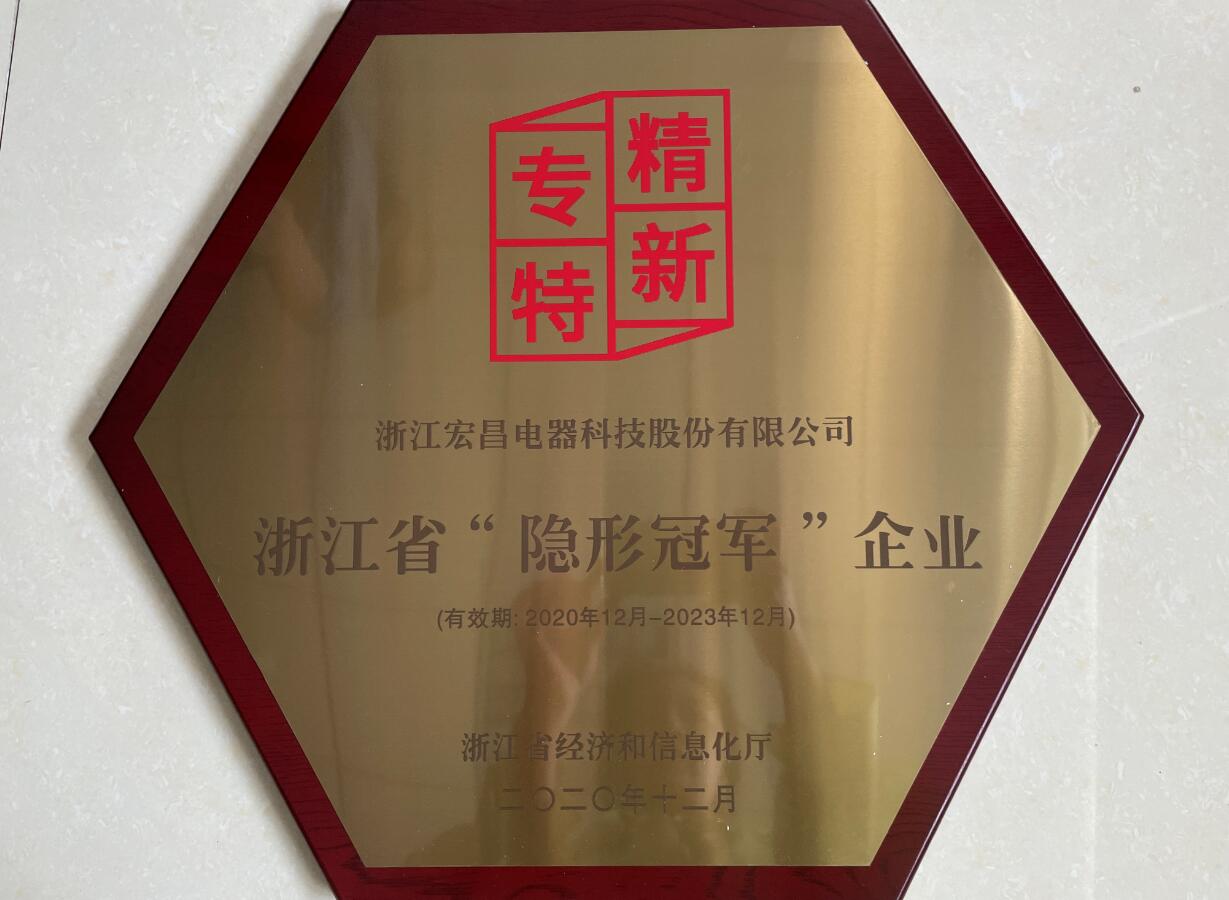 专精
特新
浙江宏昌电器科技股份有限公司
浙江省“隐形冠军”企业
(有效期: 2020年12月-2023年12月)
浙江省经济和信息化厅
二〇二〇年十二月